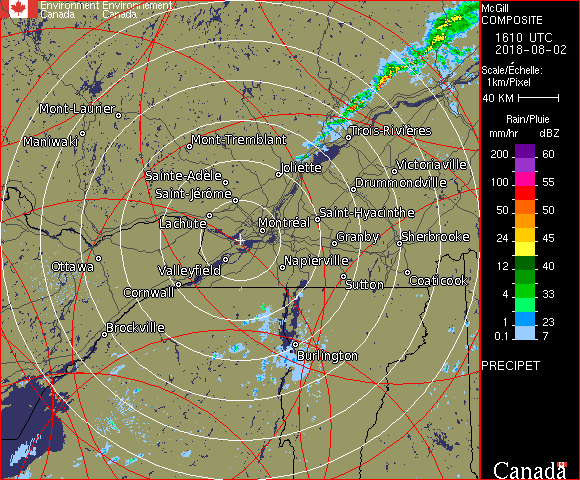 Environment Environnement
Canada Canada
McGill
COMPOSITE
1610 UTC
2018-08-02
Scale/Échelle:
1km/Pixel
40 KM
Rain/Pluie
mm/hr dBZ
200 60
100 55
50 50
24 45
12 40
4 33
1 23
0.1 7
PRECIPET
Canada
Mont-Laurier
Maniwaki
Mont-Tremblant
Trois-Rivières
Sainte-Adèle
Joliette
Victoriaville
Saint-Jérôme
Drummondville
Lachute
Montréal
Saint-Hyacinthe
Granby
Sherbrooke
Ottawa
Valleyfield
Napierville
Cornwall
Sutton
Coaticook
Brockville
Burlington